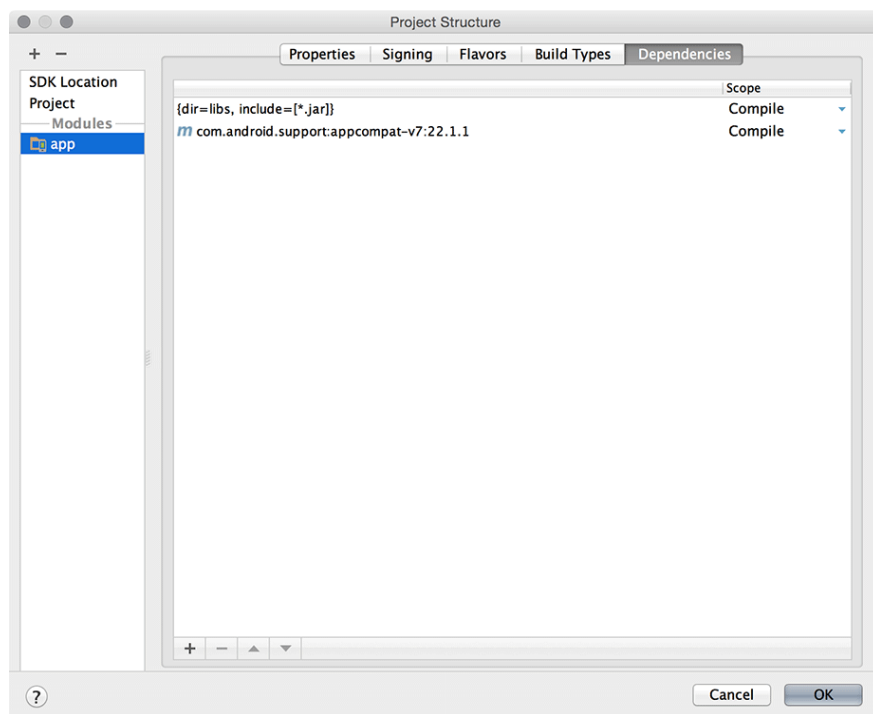 Project Structure
+ −
Properties Signing Flavors Build Types Dependencies
SDK Location
Project
Modules
app
Scope
{dir=libs, include=[*.jar]} Compile
m com.android.support:appcompat-v7:22.1.1 Compile
+ −
? Cancel OK